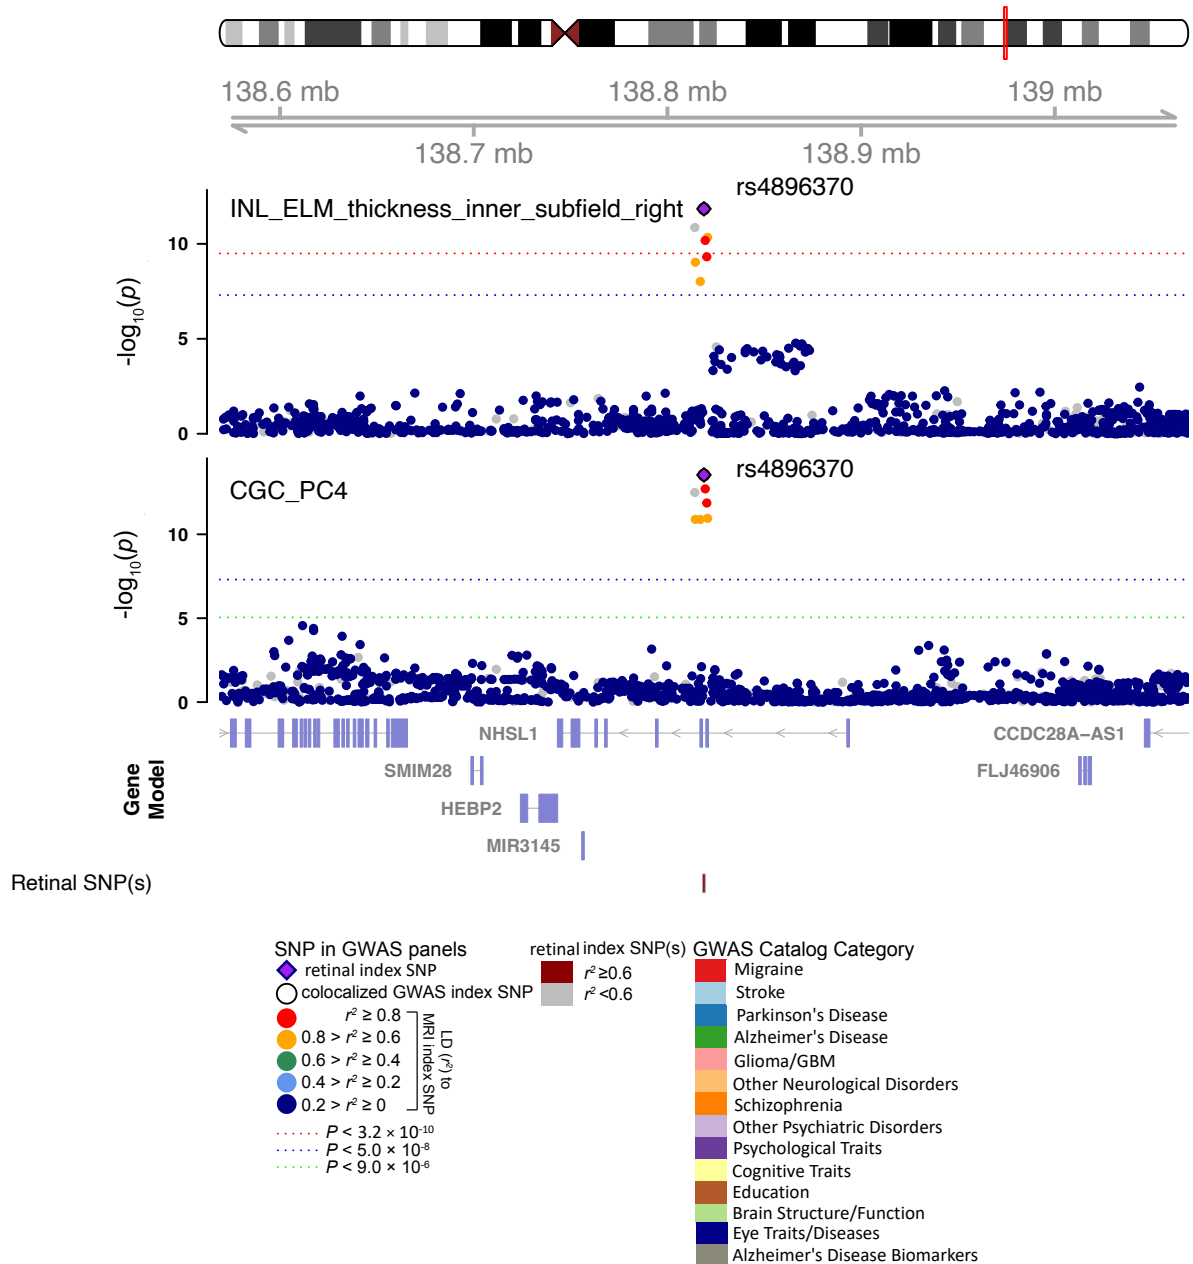 138.6 mb 138.8 mb 139 mb
138.7 mb 138.9 mb
rs4896370
INL_ELM_thickness_inner_subfield_right
-log10(p)
10
5
0
rs4896370
CGC_PC4
-log10(p)
10
5
0
NHSL1 CCDC28A−AS1
SMIM28 FLJ46906
HEBP2
MIR3145
Gene
Model
Retinal SNP(s)
SNP in GWAS panels
retinal index SNP
colocalized GWAS index SNP
r² ≥ 0.8
0.8 > r² ≥ 0.6
0.6 > r² ≥ 0.4
0.4 > r² ≥ 0.2
0.2 > r² ≥ 0
LD (r²) to
MRI index SNP
P < 3.2 × 10⁻¹⁰
P < 5.0 × 10⁻⁸
P < 9.0 × 10⁻⁶
retinal index SNP(s)
r² ≥0.6
r² <0.6
GWAS Catalog Category
Migraine
Stroke
Parkinson's Disease
Alzheimer's Disease
Glioma/GBM
Other Neurological Disorders
Schizophrenia
Other Psychiatric Disorders
Psychological Traits
Cognitive Traits
Education
Brain Structure/Function
Eye Traits/Diseases
Alzheimer's Disease Biomarkers